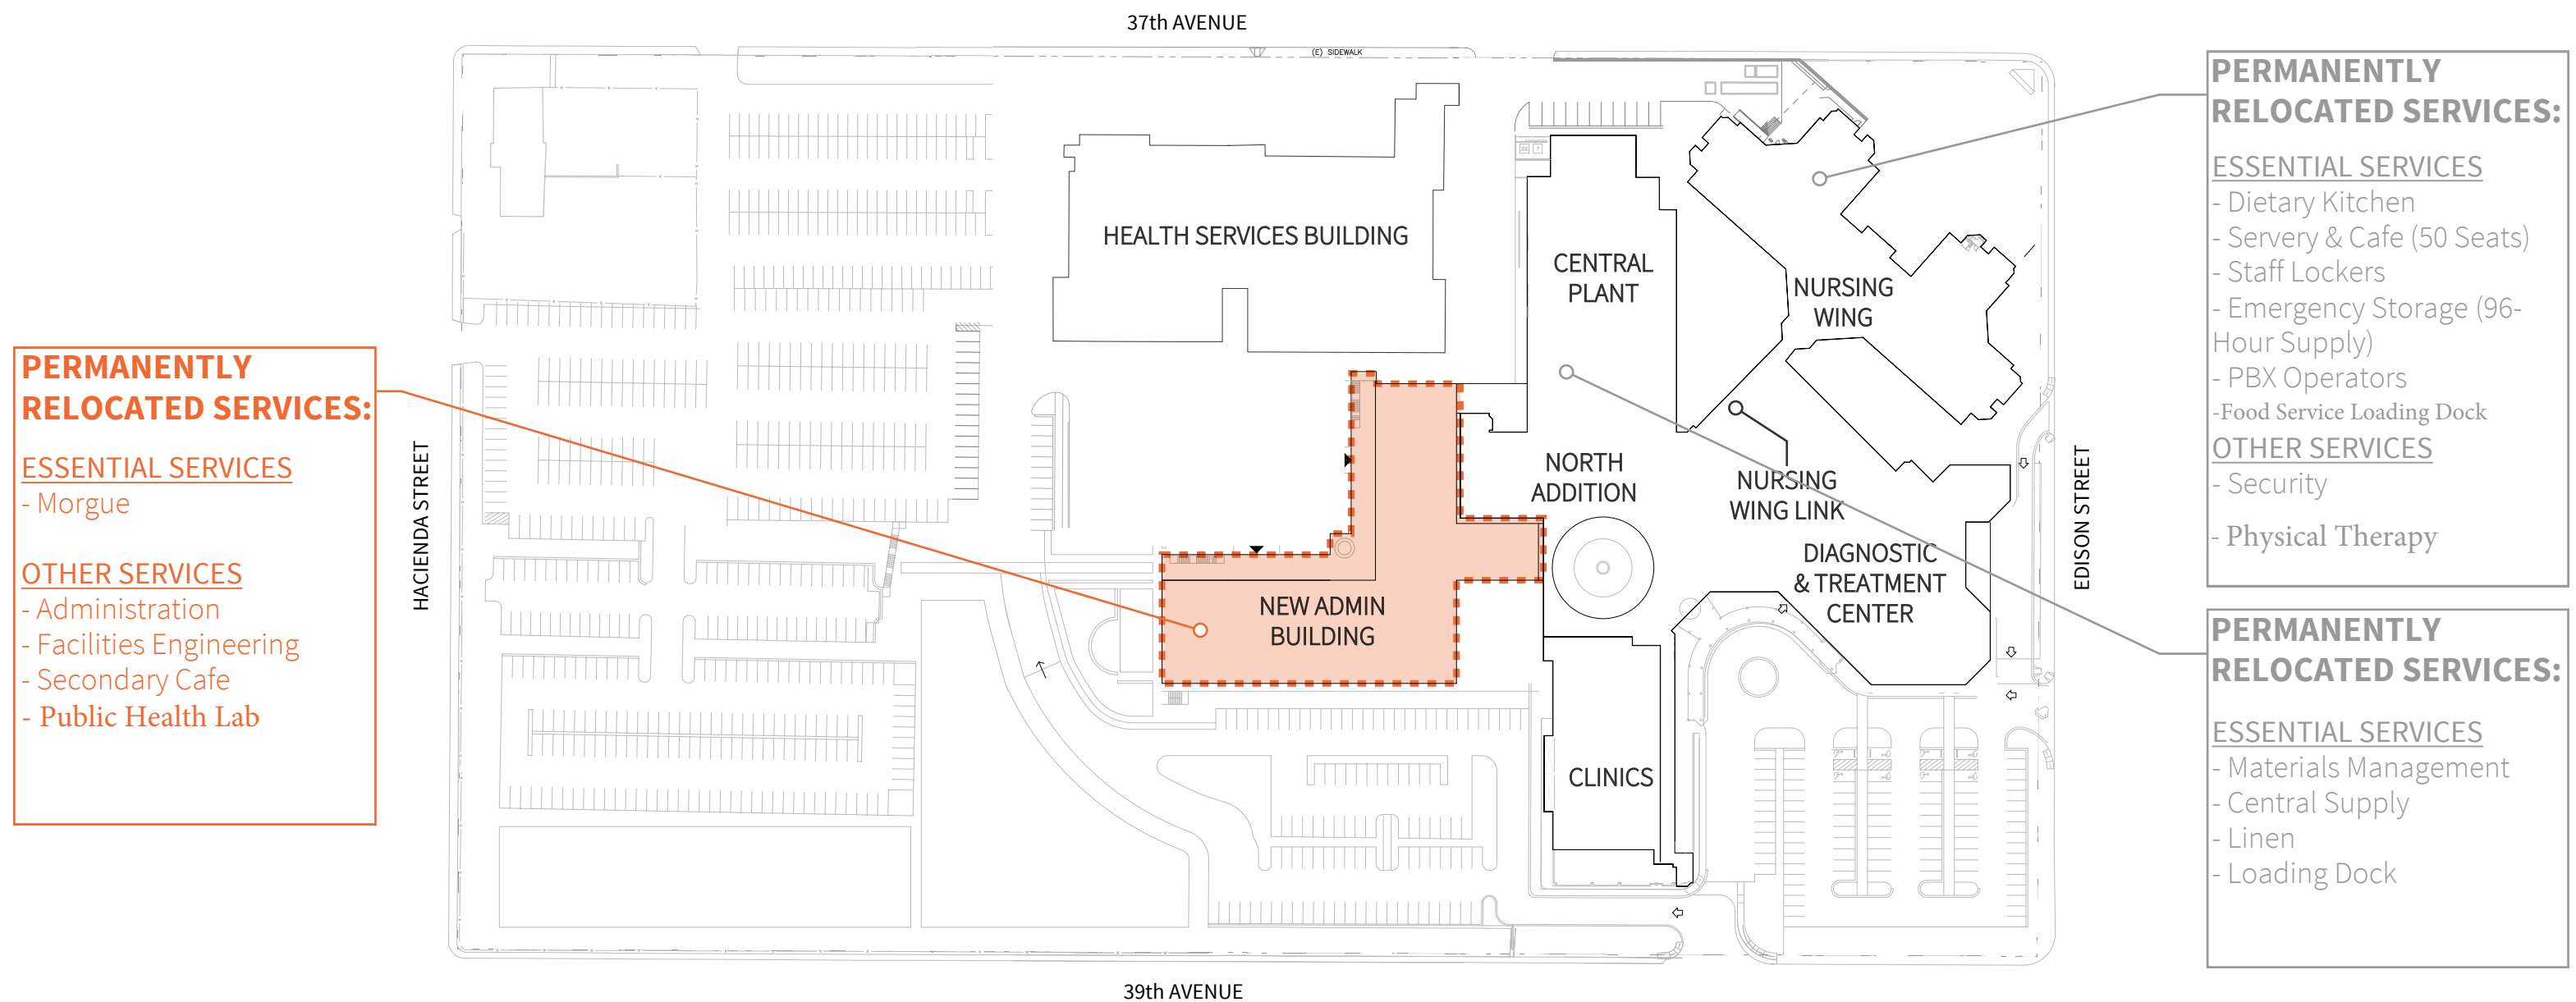 37th AVENUE
(E) SIDEWALK
PERMANENTLY
RELOCATED SERVICES:
ESSENTIAL SERVICES
- Morgue
OTHER SERVICES
- Administration
- Facilities Engineering
- Secondary Cafe
- Public Health Lab
HACIENDA STREET
HEALTH SERVICES BUILDING
CENTRAL
PLANT
NURSING
WING
NORTH
ADDITION
NURSING
WING LINK
DIAGNOSTIC
& TREATMENT
CENTER
NEW ADMIN
BUILDING
CLINICS
EDISON STREET
39th AVENUE
PERMANENTLY
RELOCATED SERVICES:
ESSENTIAL SERVICES
- Dietary Kitchen
- Servery & Cafe (50 Seats)
- Staff Lockers
- Emergency Storage (96-
Hour Supply)
- PBX Operators
-Food Service Loading Dock
OTHER SERVICES
- Security
- Physical Therapy
PERMANENTLY
RELOCATED SERVICES:
ESSENTIAL SERVICES
- Materials Management
- Central Supply
- Linen
- Loading Dock